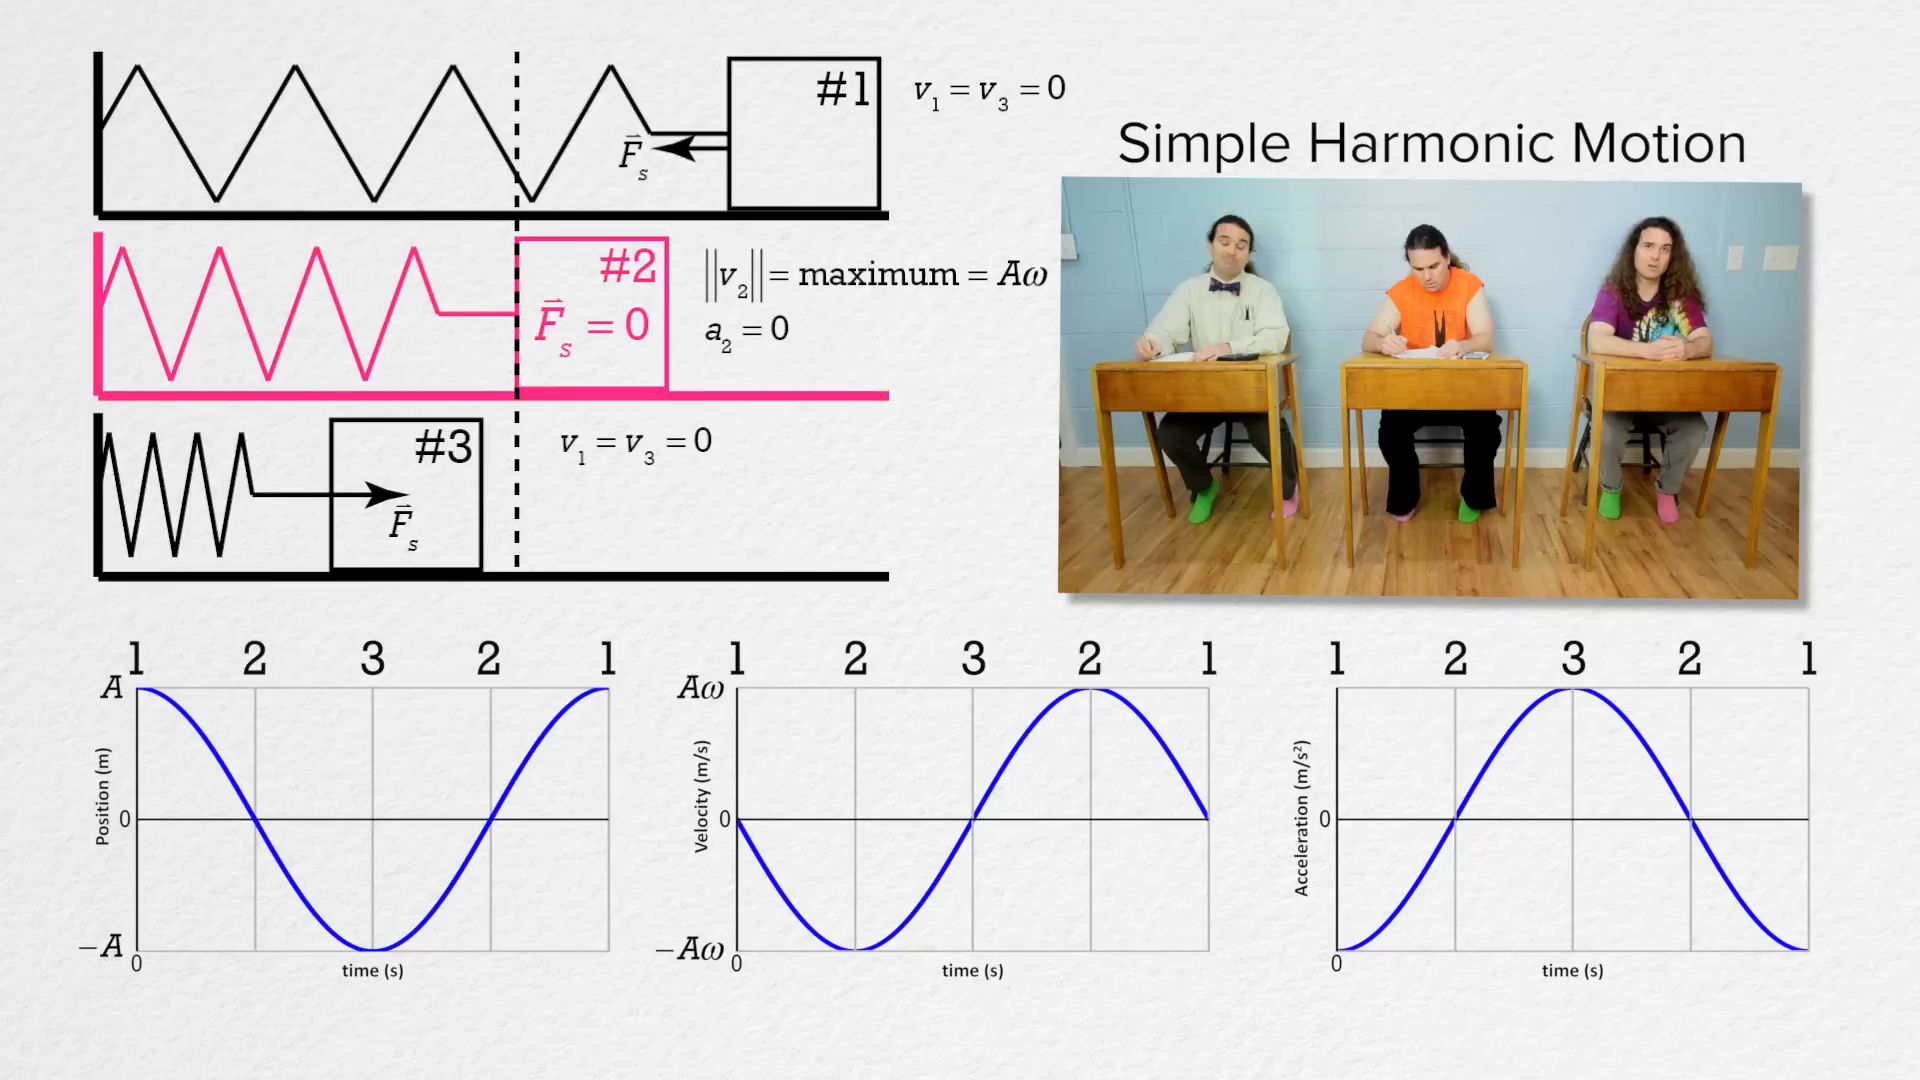 #1
v₁ = v₃ = 0
F⃗ₛ
Simple Harmonic Motion
#2
F⃗ₛ = 0
||v₂|| = maximum = Aω
a₂ = 0
#3
F⃗ₛ
v₁ = v₃ = 0
1 2 3 2 1
A
Position (m)
0
−A
0
time (s)
1 2 3 2 1
Aω
Velocity (m/s)
0
−Aω
0
time (s)
1 2 3 2 1
Acceleration (m/s²)
0
0
time (s)